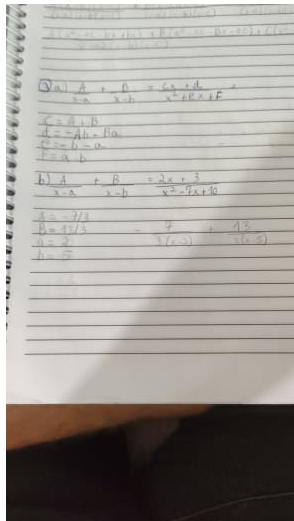 ③ a) A/(x-a) + B/(x-b) = (Cx + d)/(x² + ex + F)
C = A + B
d = -Ab - Ba
e = -b - a
F = a b
b) A/(x-a) + B/(x-b) = (2x + 3)/(x² - 7x + 10)
A = -7/3
B = 13/3 - 7/(3(x-2)) + 13/(3(x-5))
a = 2
b = 5